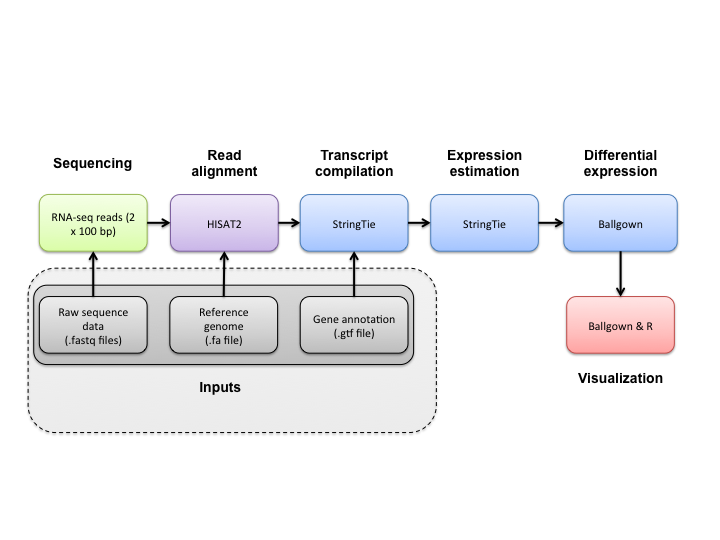 Sequencing
Read
alignment
Transcript
compilation
Expression
estimation
Differential
expression
RNA-seq reads (2
x 100 bp)
HISAT2
StringTie
StringTie
Ballgown
Raw sequence
data
(.fastq files)
Reference
genome
(.fa file)
Gene annotation
(.gtf file)
Ballgown & R
Inputs
Visualization